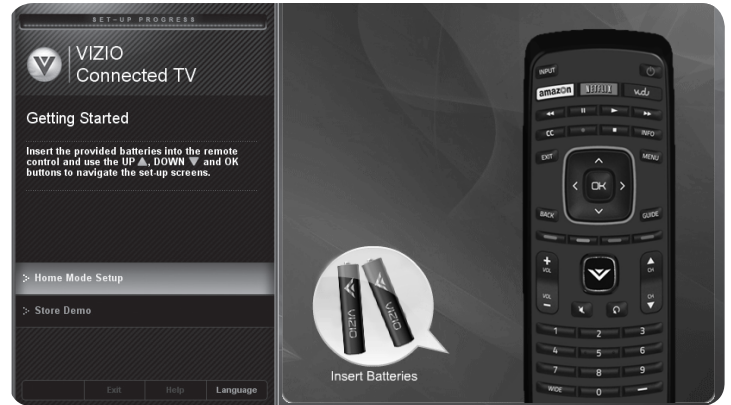 SET-UP PROGRESS
VIZIO
Connected TV
Getting Started
Insert the provided batteries into the remote
control and use the UP ▲, DOWN ▼ and OK
buttons to navigate the set-up screens.
Home Mode Setup
Store Demo
Exit Help Language
VIZIO
VIZIO
Insert Batteries
INPUT
amazon NETFLIX vudu
CC INFO
EXIT MENU
OK
BACK GUIDE
+ VOL CH
VOL − CH
1 2 3
4 5 6
7 8 9
WIDE 0 —